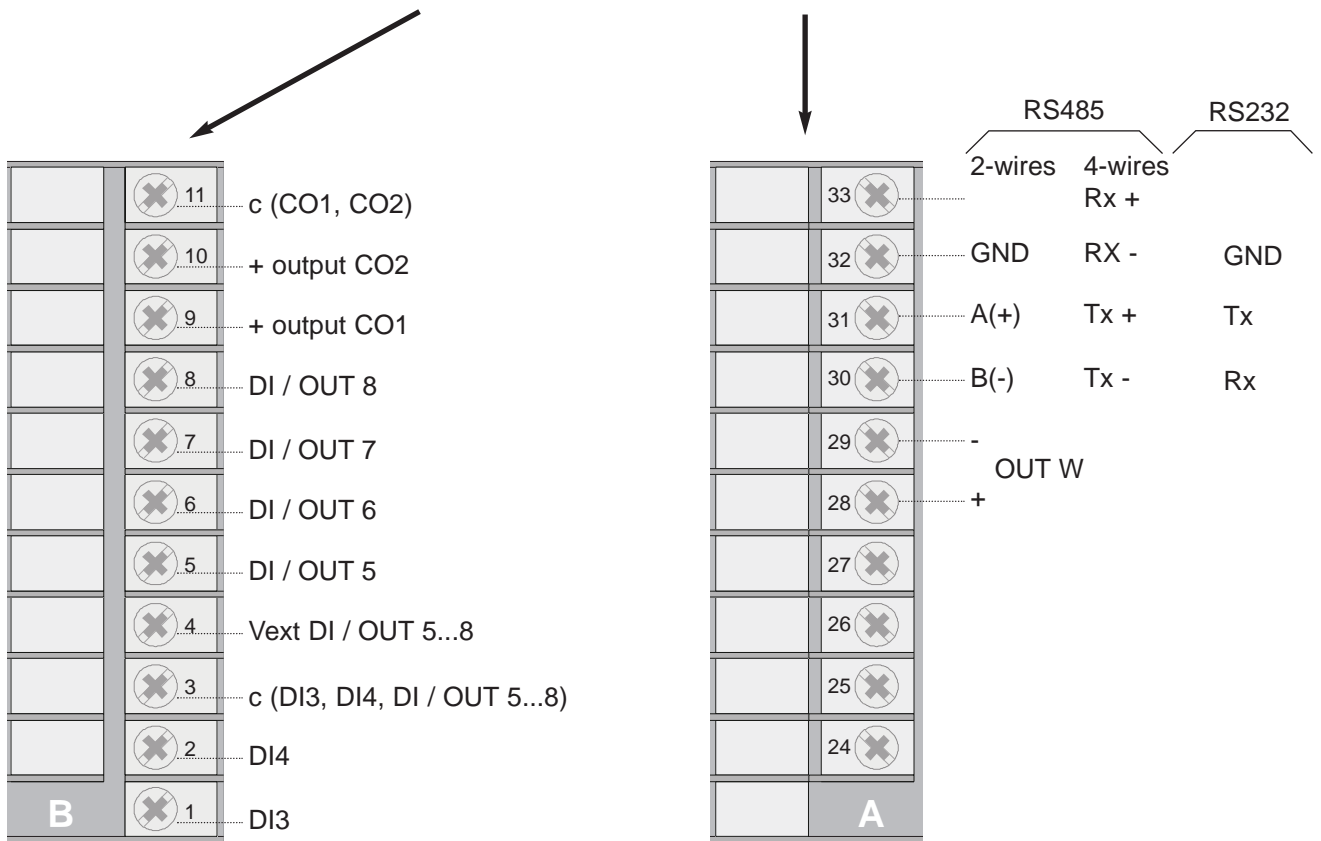 11 c (CO1, CO2)
10 + output CO2
9 + output CO1
8 DI / OUT 8
7 DI / OUT 7
6 DI / OUT 6
5 DI / OUT 5
4 Vext DI / OUT 5...8
3 c (DI3, DI4, DI / OUT 5...8)
2 DI4
B 1 DI3
RS485 RS232
2-wires 4-wires
33 Rx +
32 GND RX - GND
31 A(+) Tx + Tx
30 B(-) Tx - Rx
29 -
OUT W
28 +
27
26
25
24
A